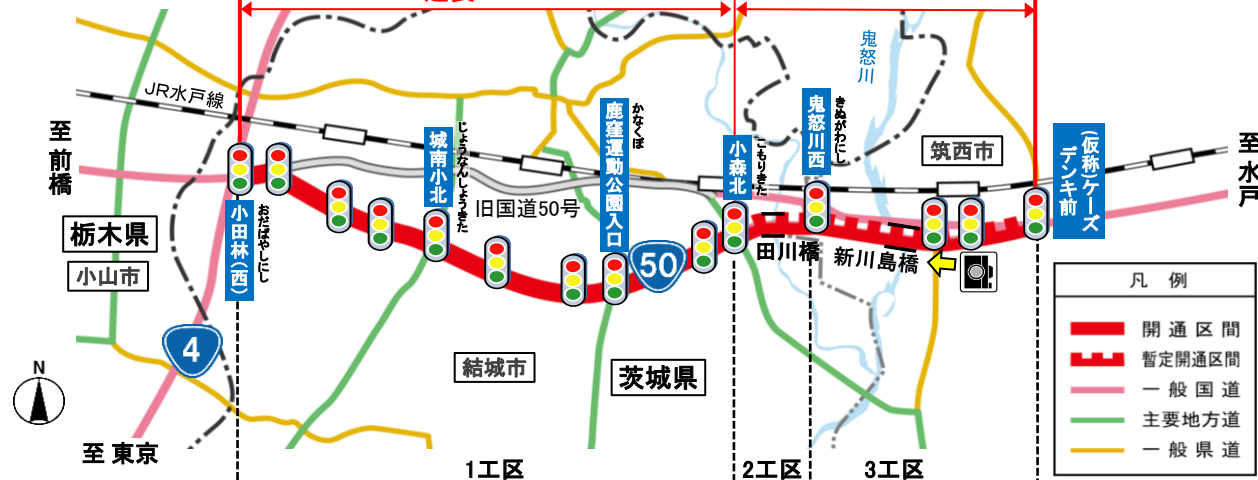 JR水戸線
至 前橋
栃木県
小山市
小田林(西)
おだばやしにし
4
至 東京
N
城南小北
じょうなんしょうきた
旧国道50号
鹿窪運動公園入口
かなくぼ
50
結城市
茨城県
小森北
こもりきた
田川橋
鬼怒川西
きぬがわにし
鬼怒川
新川島橋
筑西市
(仮称)ケーズ
デンキ前
至 水戸
1工区
2工区
3工区
凡 例
開通区間
暫定開通区間
一般国道
主要地方道
一般県道